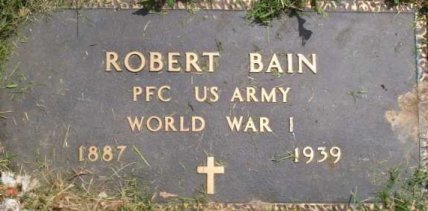 ROBERT BAIN
PFC US ARMY
WORLD WAR I
1887 1939